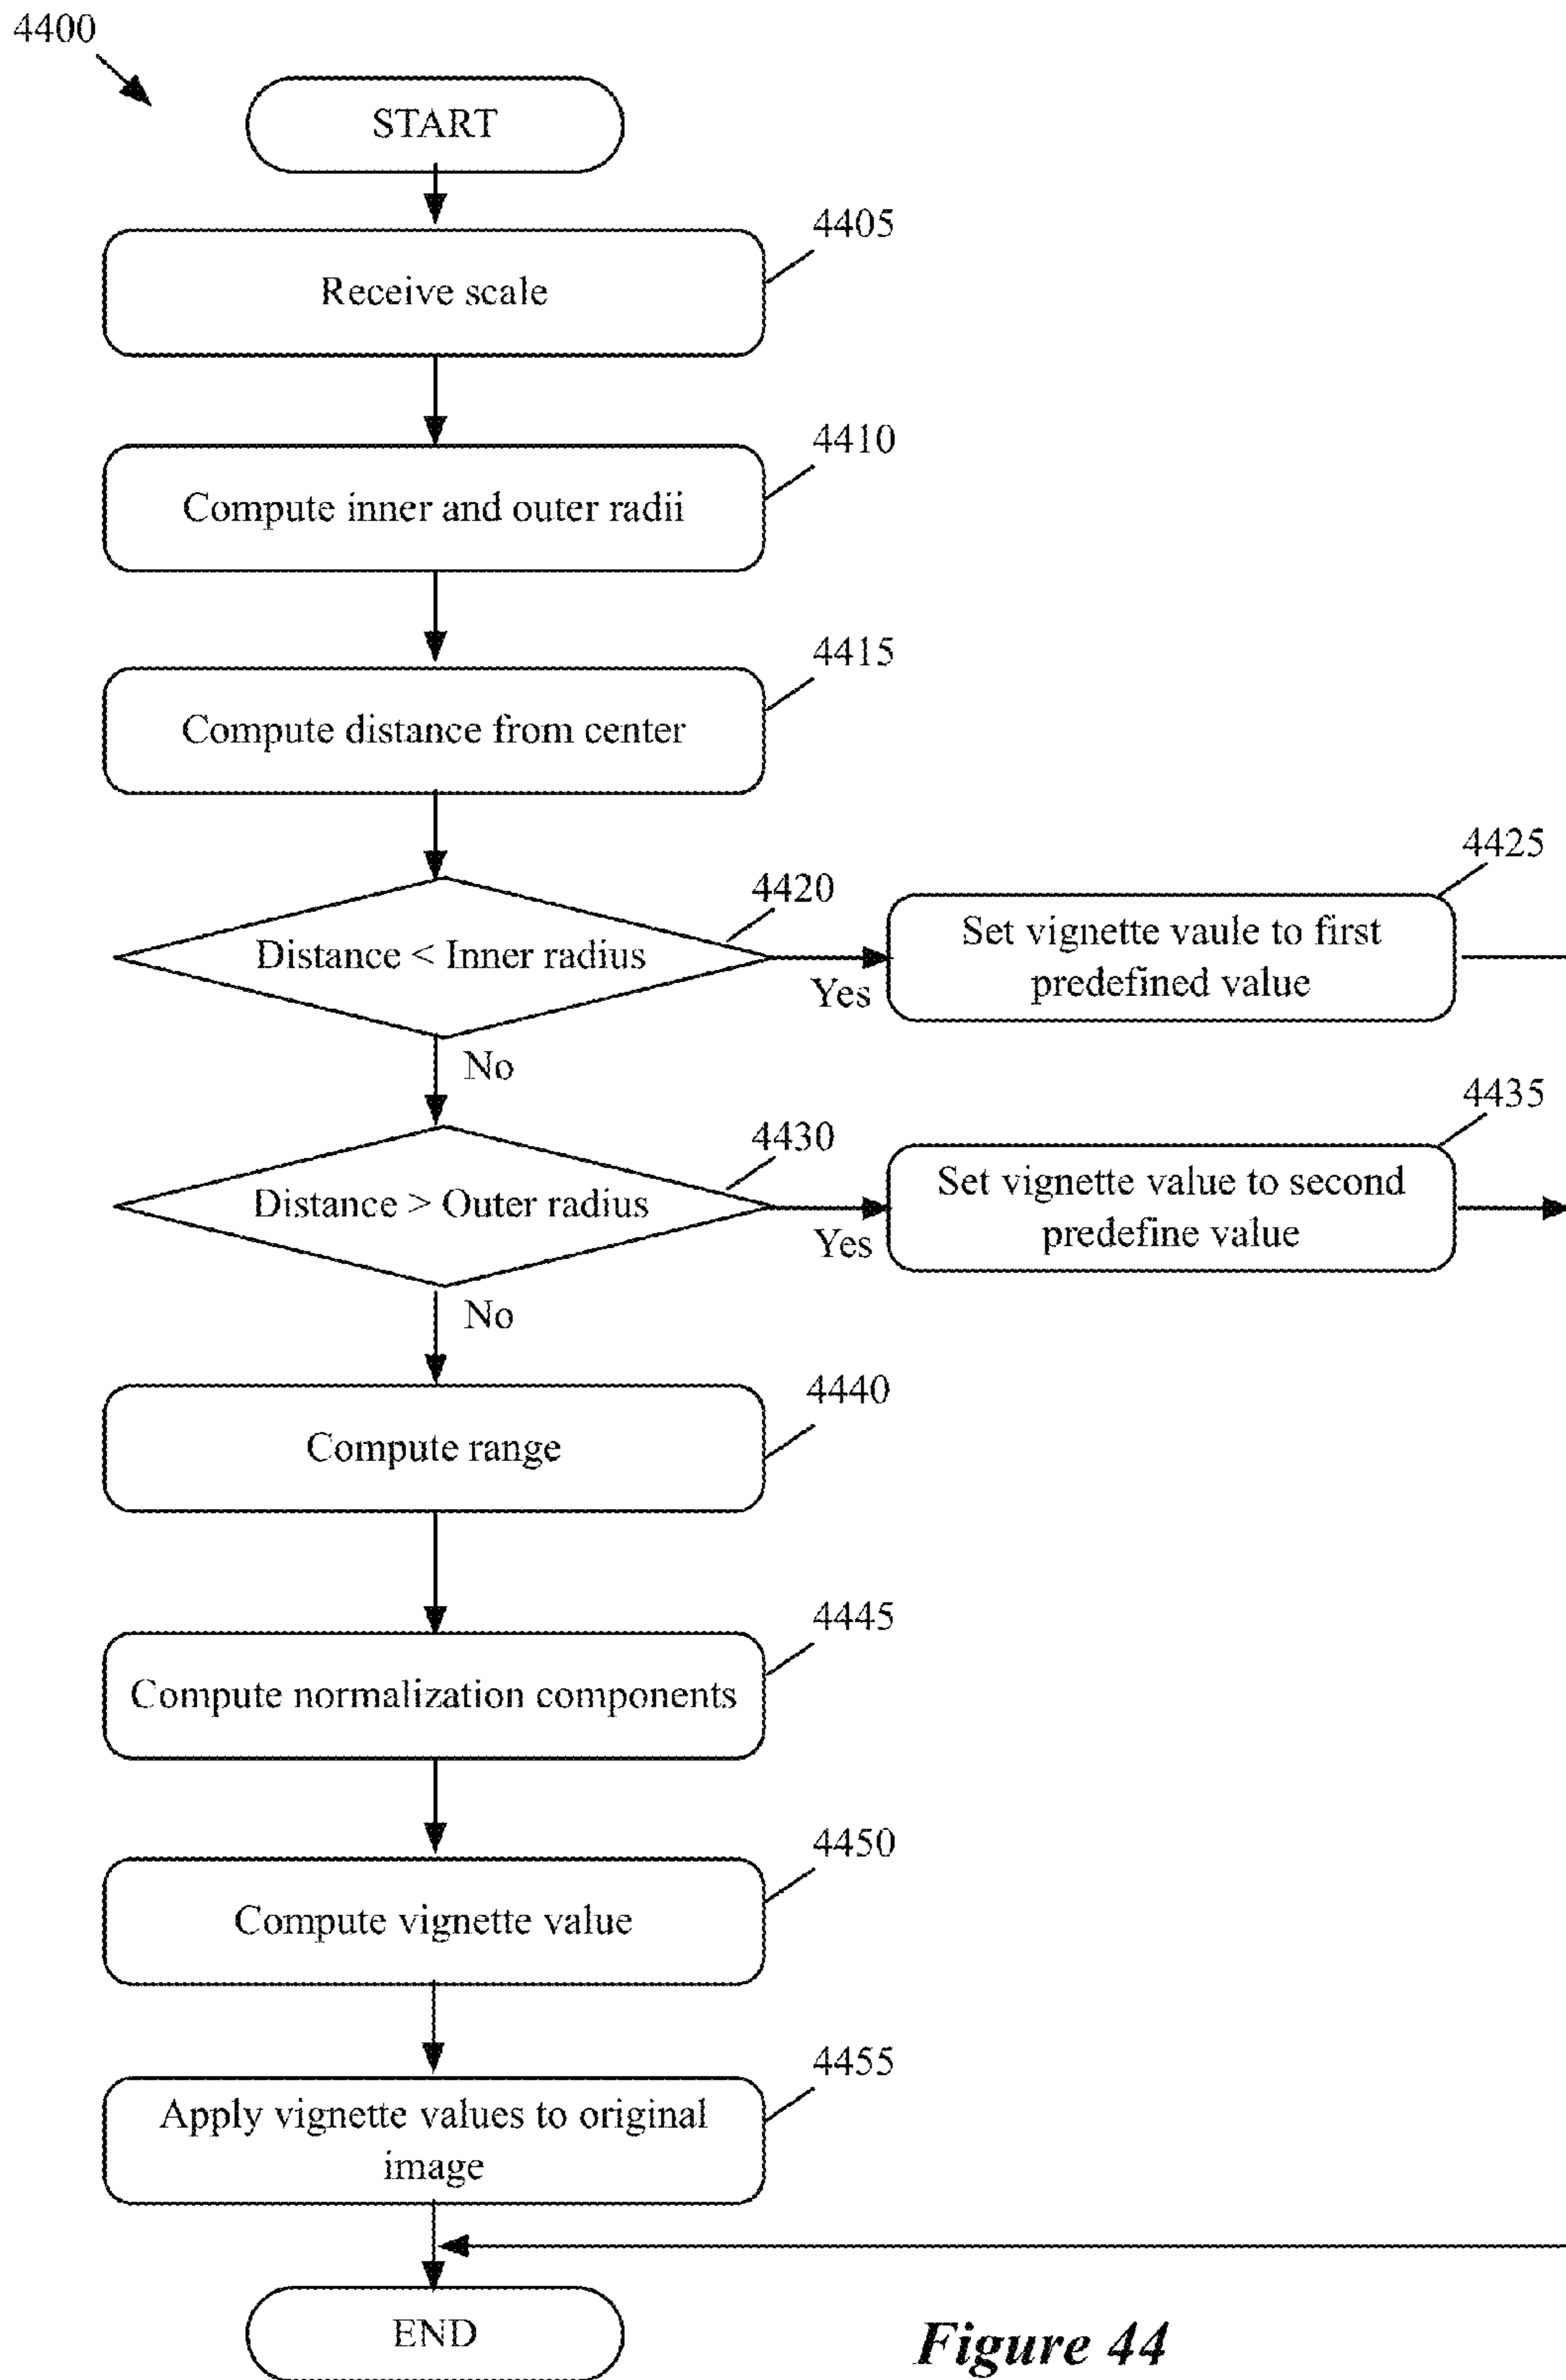 4400
START
4405
Receive scale
4410
Compute inner and outer radii
4415
Compute distance from center
4420
Distance < Inner radius
Yes
4425
Set vignette vaule to first
predefined value
No
4430
Distance > Outer radius
Yes
4435
Set vignette value to second
predefine value
No
4440
Compute range
4445
Compute normalization components
4450
Compute vignette value
4455
Apply vignette values to original
image
END
Figure 44